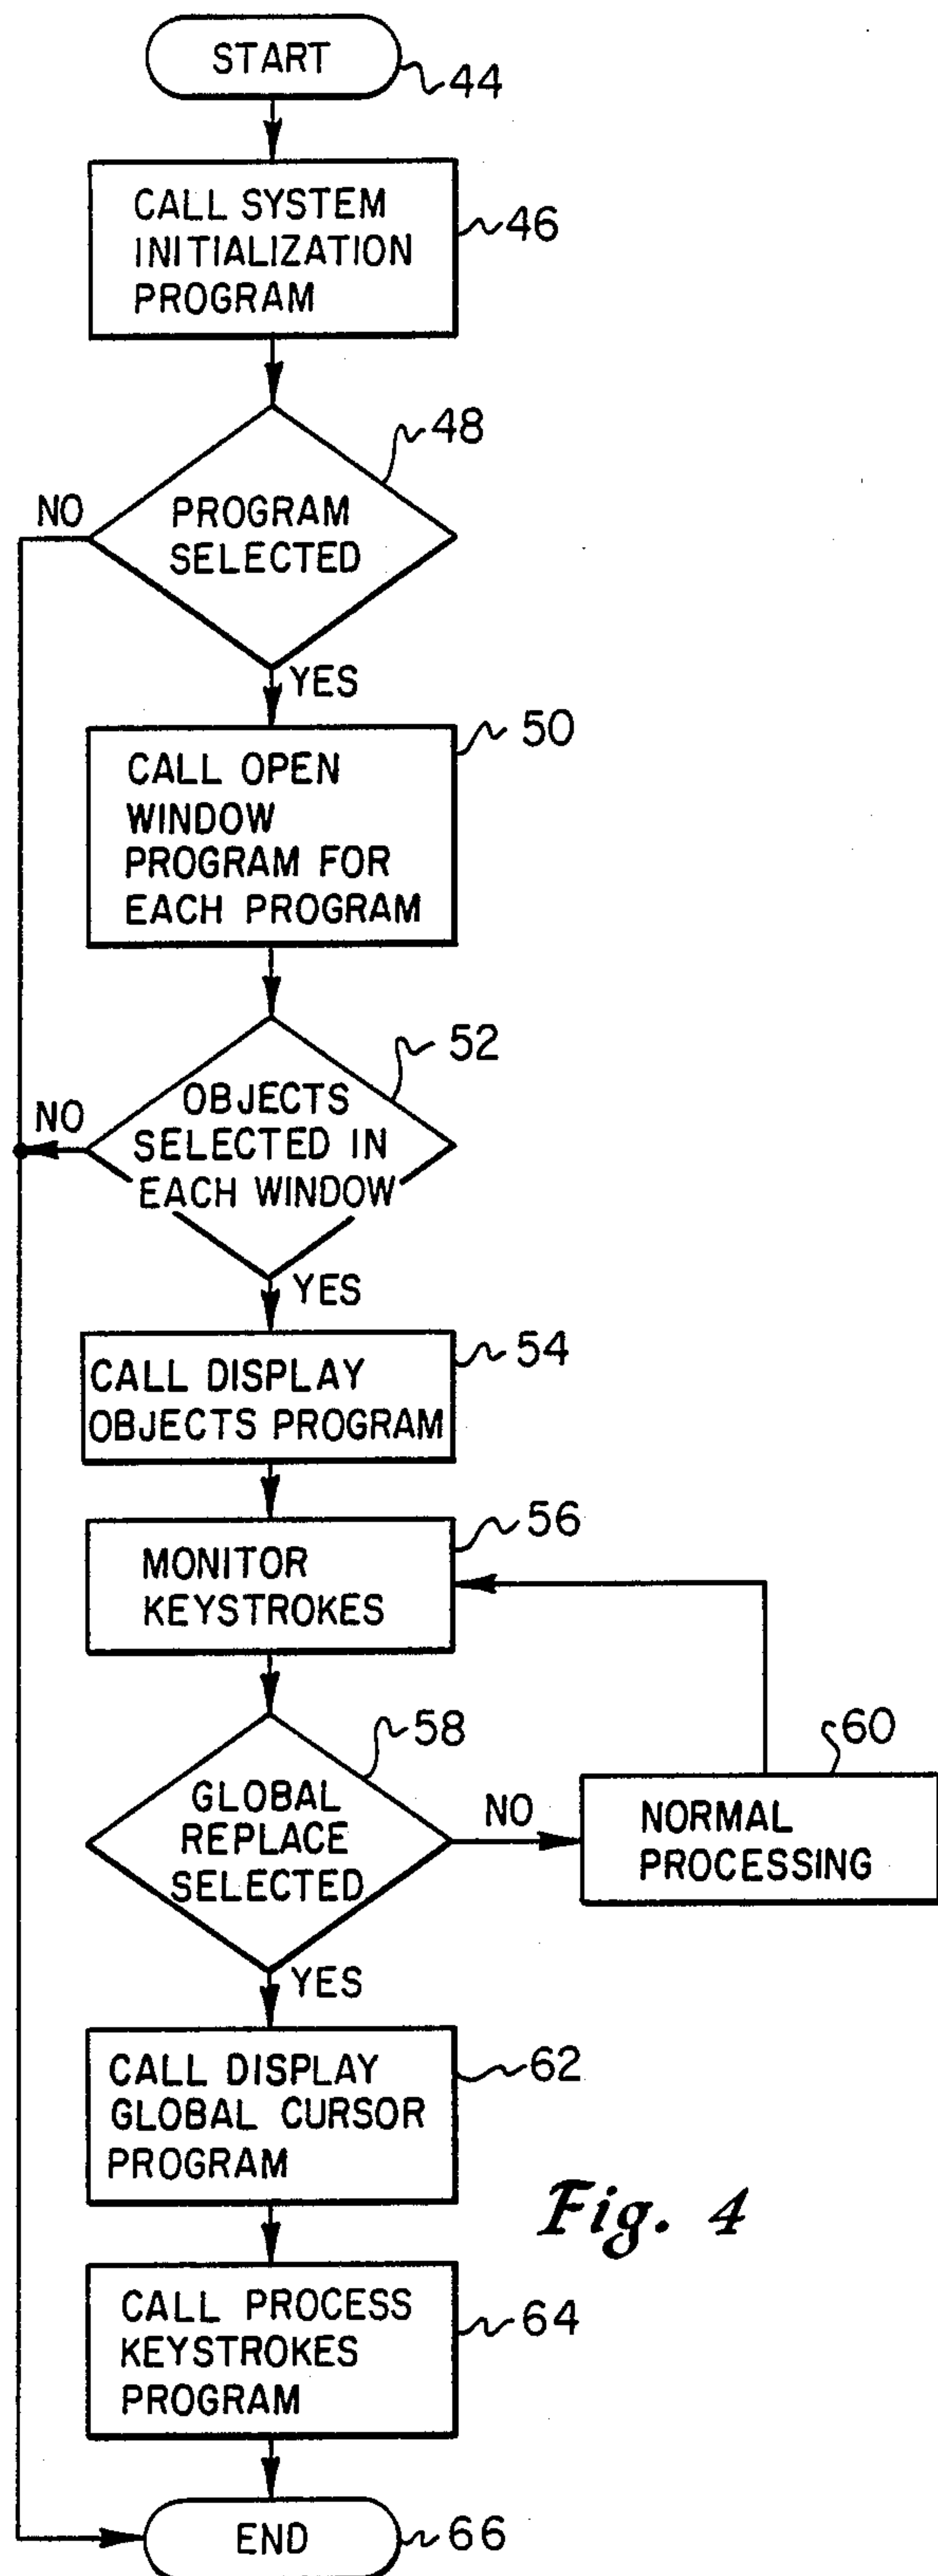 START
44
CALL SYSTEM
INITIALIZATION
PROGRAM
46
48
NO
PROGRAM
SELECTED
YES
50
CALL OPEN
WINDOW
PROGRAM FOR
EACH PROGRAM
52
NO
OBJECTS
SELECTED IN
EACH WINDOW
YES
54
CALL DISPLAY
OBJECTS PROGRAM
56
MONITOR
KEYSTROKES
58
GLOBAL
REPLACE
SELECTED
NO
60
NORMAL
PROCESSING
YES
CALL DISPLAY
GLOBAL CURSOR
PROGRAM
62
Fig. 4
CALL PROCESS
KEYSTROKES
PROGRAM
64
END
66